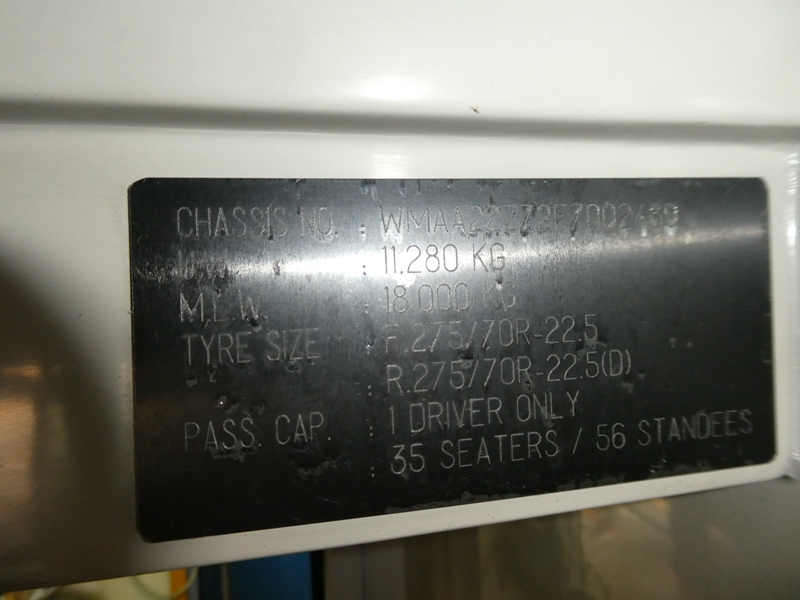 CHASSIS NO. :
: 11.280 KG
M.L.W. : 18.000 KG
TYRE SIZE : F.275/70R-22.5
: R.275/70R-22.5(D)
PASS. CAP. : 1 DRIVER ONLY
: 35 SEATERS / 56 STANDEES